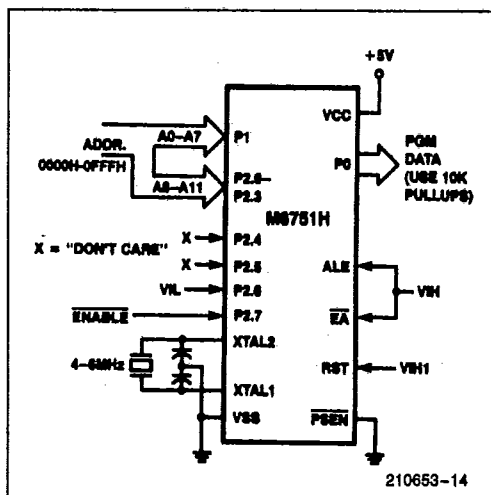 +5V
VCC
P1
A0-A7
ADDR.
0000H-0FFFH
PGM
DATA
(USE 10K
PULLUPS)
P0
P2.0-
P2.3
A8-A11
M8751H
X = "DON'T CARE"
X
P2.4
X
P2.5
ALE
VIL
P2.6
VIH
ENABLE
P2.7
EA
XTAL2
4-6MHz
RST
VIH1
XTAL1
VSS
PSEN
210653-14